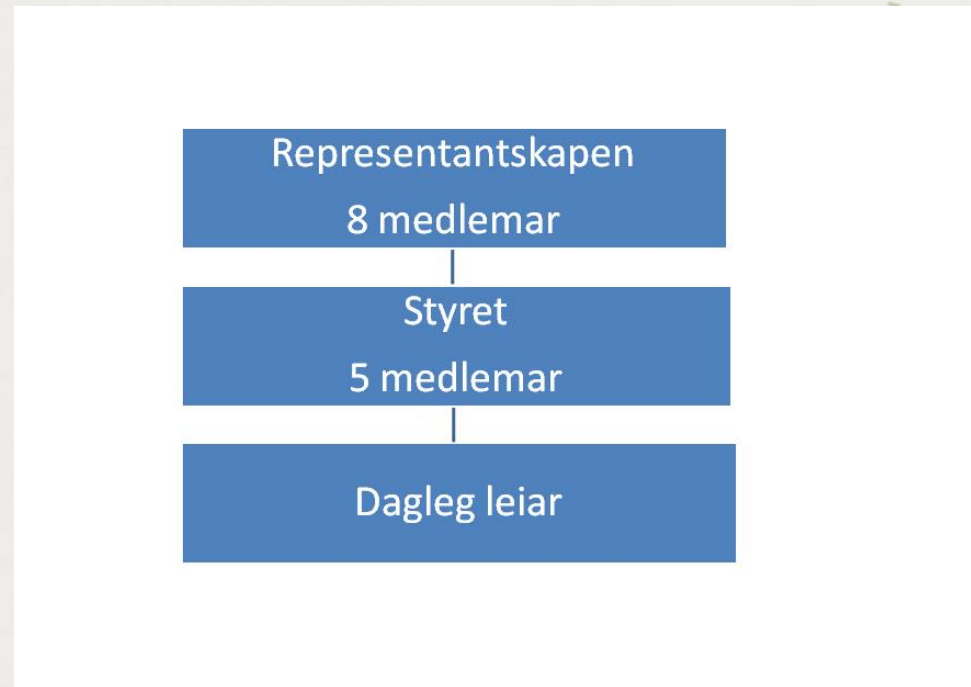 Representantskapen
8 medlemar
Styret
5 medlemar
Dagleg leiar